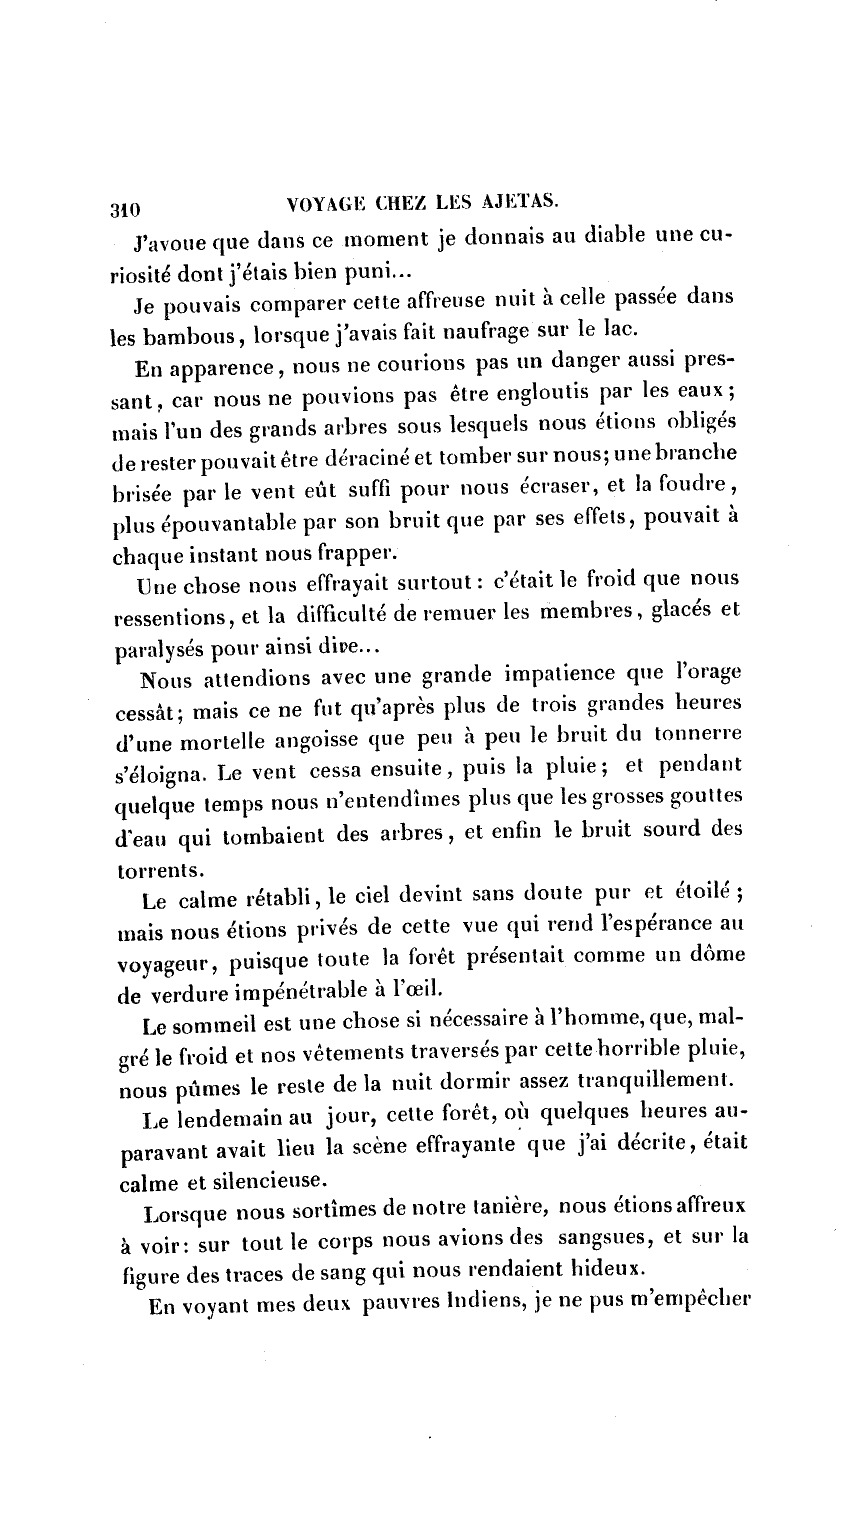 310 VOYAGE CHEZ LES AJETAS.
J'avoue que dans ce moment je donnais au diable une cu-
riosité dont j'étais bien puni...
Je pouvais comparer cette affreuse nuit à celle passée dans
les bambous, lorsque j'avais fait naufrage sur le lac.
En apparence, nous ne courions pas un danger aussi pres-
sant, car nous ne pouvions pas être engloutis par les eaux;
mais l'un des grands arbres sous lesquels nous étions obligés
de rester pouvait être déraciné et tomber sur nous; une branche
brisée par le vent eût suffi pour nous écraser, et la foudre,
plus épouvantable par son bruit que par ses effets, pouvait à
chaque instant nous frapper.
Une chose nous effrayait surtout: c'était le froid que nous
ressentions, et la difficulté de remuer les membres, glacés et
paralysés pour ainsi dire...
Nous attendions avec une grande impatience que l'orage
cessât; mais ce ne fut qu'après plus de trois grandes heures
d'une mortelle angoisse que peu à peu le bruit du tonnerre
s'éloigna. Le vent cessa ensuite, puis la pluie; et pendant
quelque temps nous n'entendîmes plus que les grosses gouttes
d'eau qui tombaient des arbres, et enfin le bruit sourd des
torrents.
Le calme rétabli, le ciel devint sans doute pur et étoilé;
mais nous étions privés de cette vue qui rend l'espérance au
voyageur, puisque toute la forêt présentait comme un dôme
de verdure impénétrable à l'œil.
Le sommeil est une chose si nécessaire à l'homme, que, mal-
gré le froid et nos vêtements traversés par cette horrible pluie,
nous pûmes le reste de la nuit dormir assez tranquillement.
Le lendemain au jour, cette forêt, où quelques heures au-
paravant avait lieu la scène effrayante que j'ai décrite, était
calme et silencieuse.
Lorsque nous sortîmes de notre tanière, nous étions affreux
à voir: sur tout le corps nous avions des sangsues, et sur la
figure des traces de sang qui nous rendaient hideux.
En voyant mes deux pauvres Indiens, je ne pus m'empêcher